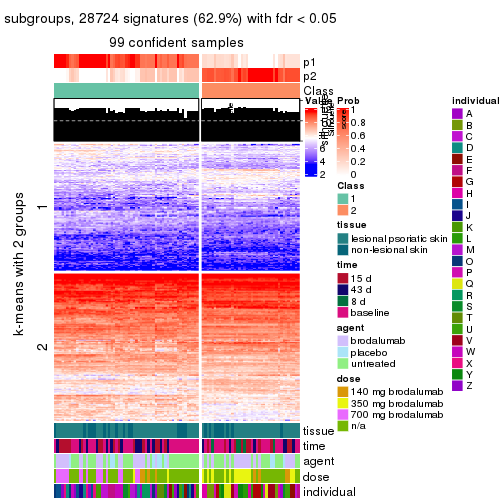 subgroups, 28724 signatures (62.9%) with fdr < 0.05
99 confident samples
p1
p2
Class
k-means with 2 groups
1
2
tissue
time
agent
dose
individual
Value
2
4
6
8
Prob
1
0.8
0.6
0.4
0.2
0
Class
1
2
tissue
lesional psoriatic skin
non-lesional skin
time
15 d
43 d
8 d
baseline
agent
brodalumab
placebo
untreated
dose
140 mg brodalumab
350 mg brodalumab
700 mg brodalumab
n/a
individual
A
B
C
D
E
F
G
H
I
J
K
L
M
O
P
Q
R
S
T
U
V
W
X
Y
Z